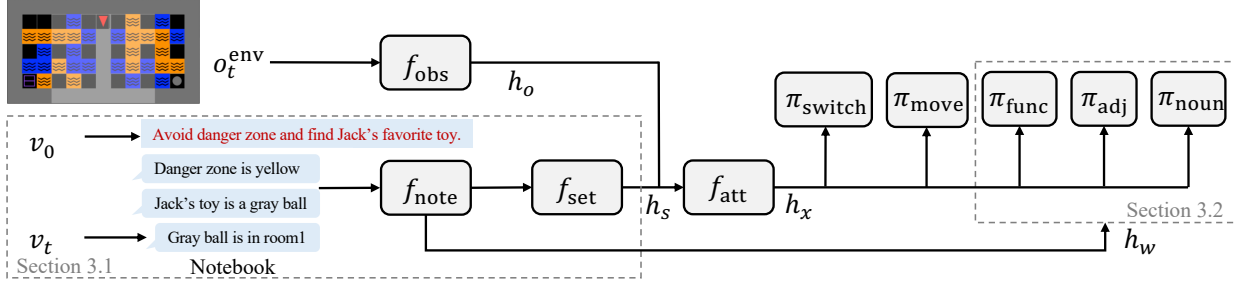 o_t^env
f_obs
h_o
π_switch
π_move
π_func
π_adj
π_noun
v_0
Avoid danger zone and find Jack's favorite toy.
Danger zone is yellow
Jack's toy is a gray ball
f_note
f_set
h_s
f_att
h_x
Section 3.2
v_t
Gray ball is in room1
h_w
Section 3.1
Notebook